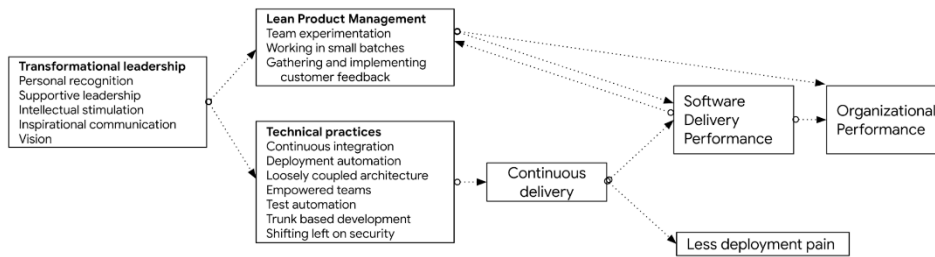 Transformational leadership
Personal recognition
Supportive leadership
Intellectual stimulation
Inspirational communication
Vision
Lean Product Management
Team experimentation
Working in small batches
Gathering and implementing
customer feedback
Technical practices
Continuous integration
Deployment automation
Loosely coupled architecture
Empowered teams
Test automation
Trunk based development
Shifting left on security
Continuous
delivery
Software
Delivery
Performance
Organizational
Performance
Less deployment pain